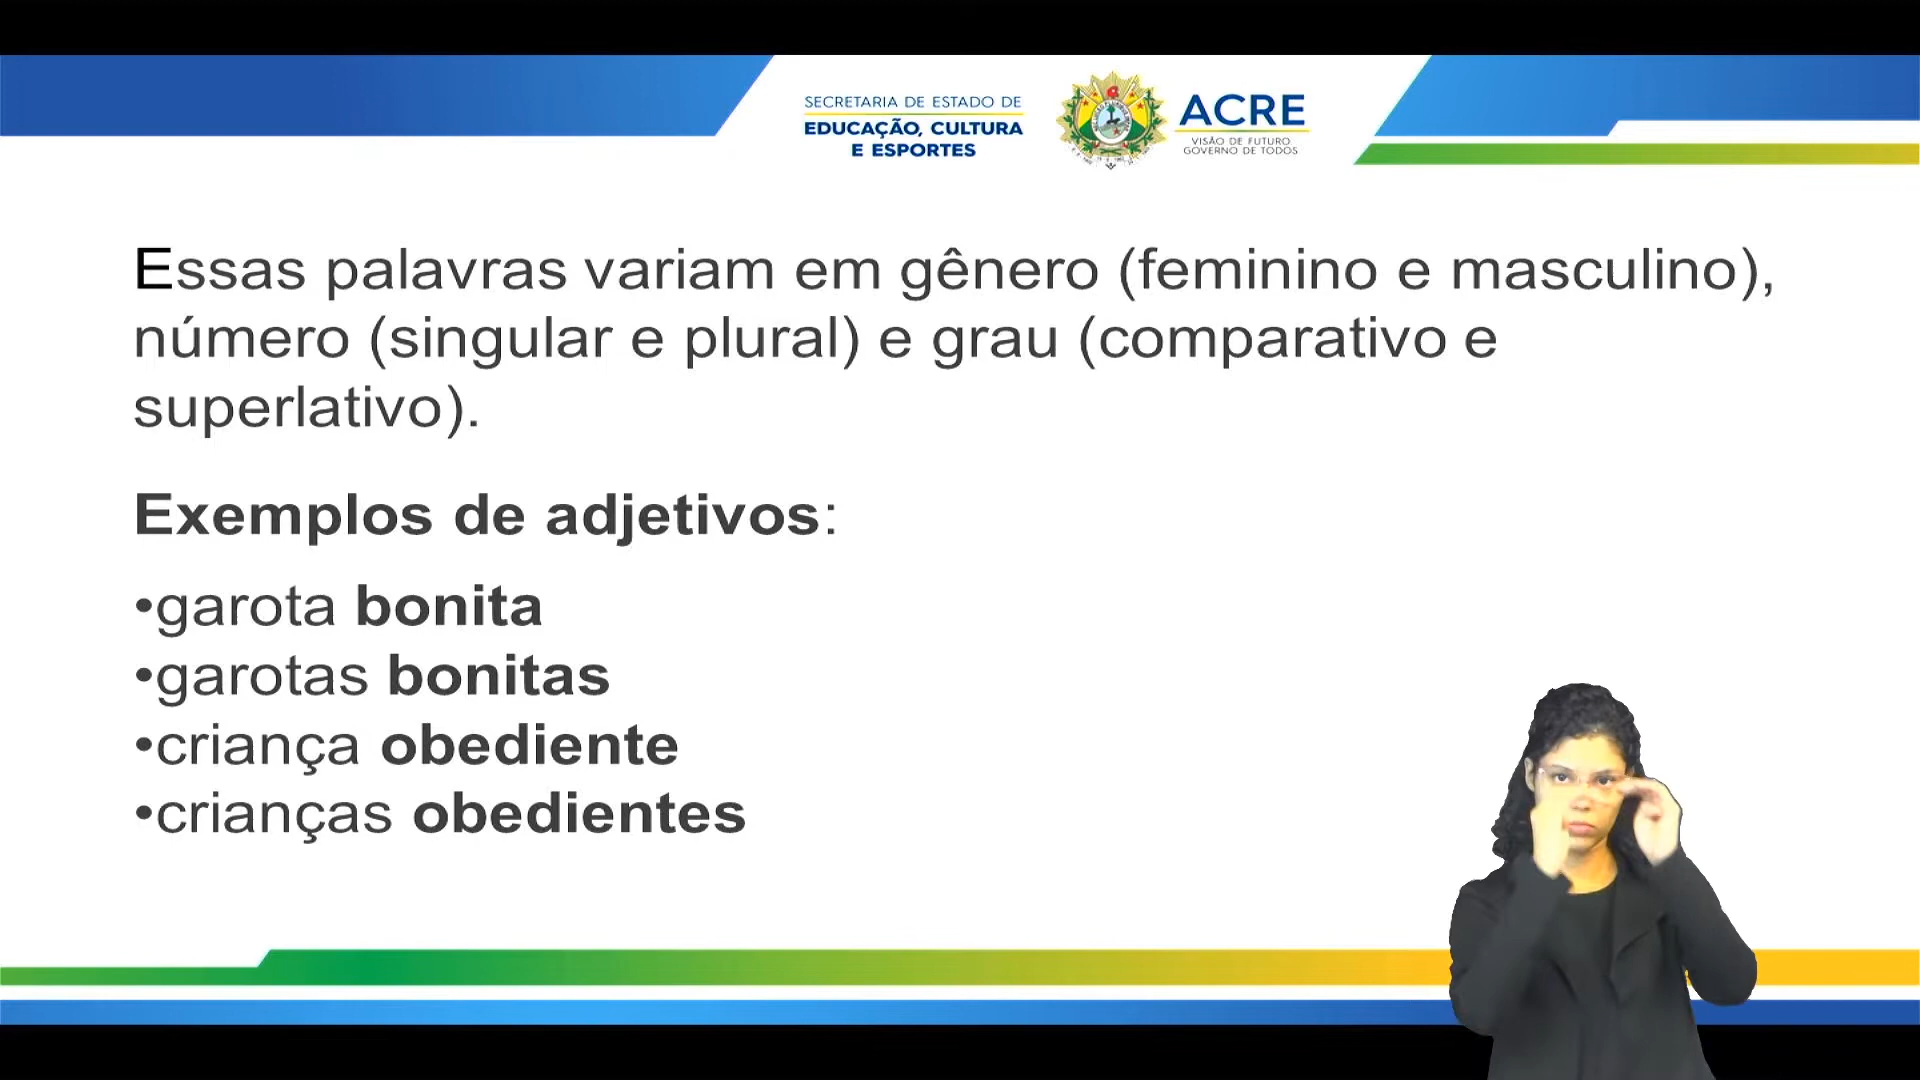 SECRETARIA DE ESTADO DE
EDUCAÇÃO, CULTURA
E ESPORTES
ACRE
VISÃO DE FUTURO
GOVERNO DE TODOS
Essas palavras variam em gênero (feminino e masculino),
número (singular e plural) e grau (comparativo e
superlativo).
Exemplos de adjetivos:
•garota bonita
•garotas bonitas
•criança obediente
•crianças obedientes